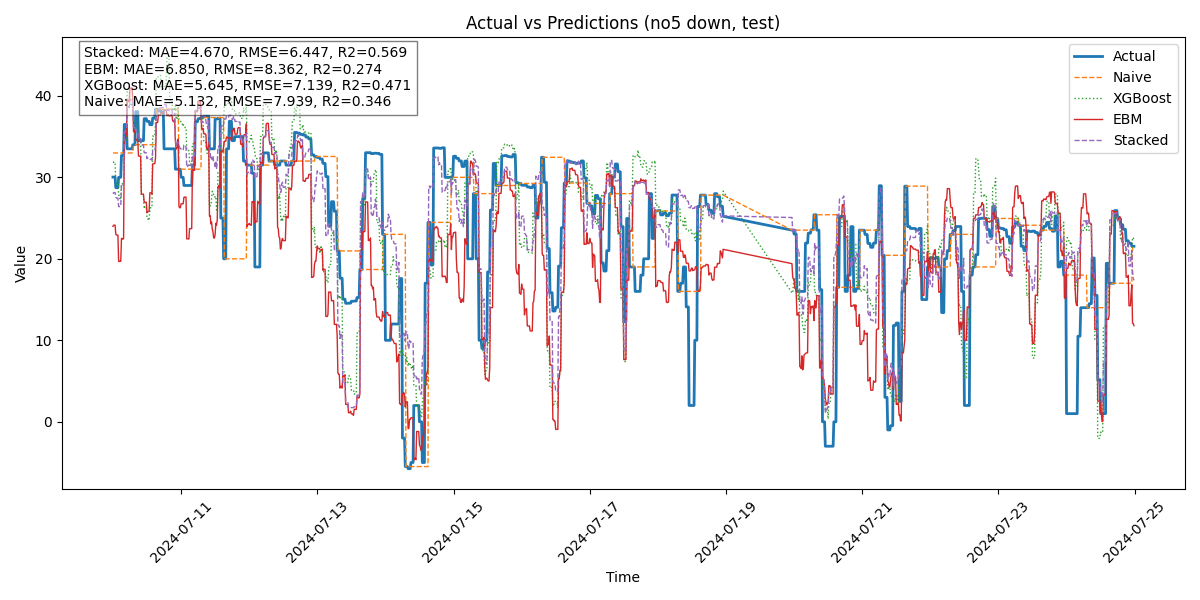 Actual vs Predictions (no5 down, test)
Stacked: MAE=4.670, RMSE=6.447, R2=0.569
EBM: MAE=6.850, RMSE=8.362, R2=0.274
XGBoost: MAE=5.645, RMSE=7.139, R2=0.471
Naive: MAE=5.132, RMSE=7.939, R2=0.346
Actual
Naive
XGBoost
EBM
Stacked
Value
40
30
20
10
0
2024-07-11
2024-07-13
2024-07-15
2024-07-17
2024-07-19
2024-07-21
2024-07-23
2024-07-25
Time